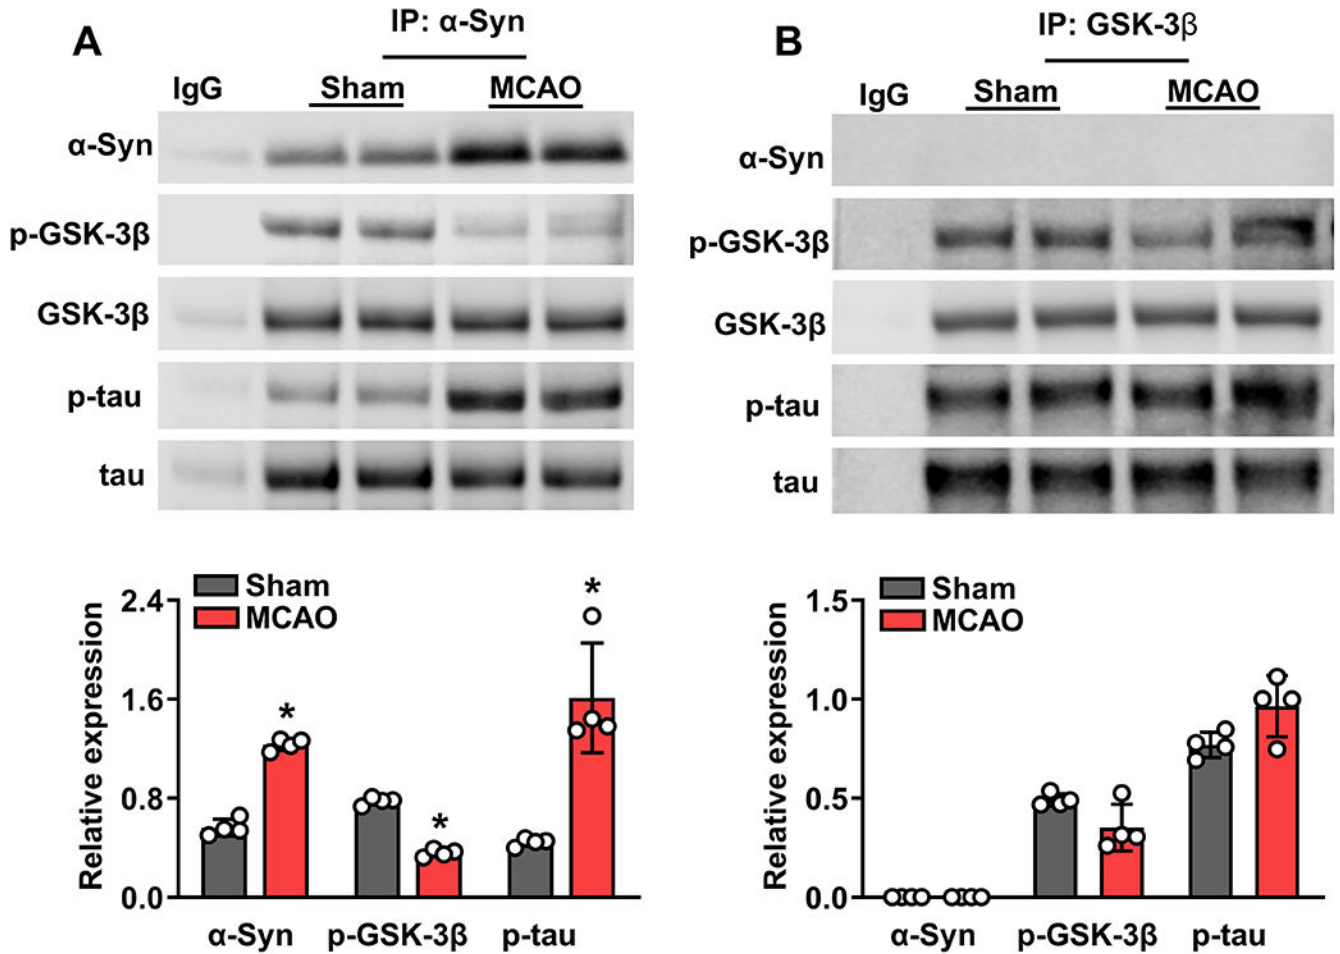 A
IP: α-Syn
IgG
Sham
MCAO
α-Syn
p-GSK-3β
GSK-3β
p-tau
tau
B
IP: GSK-3β
IgG
Sham
MCAO
α-Syn
p-GSK-3β
GSK-3β
p-tau
tau
Sham
MCAO
Relative expression
2.4
1.6
0.8
0.0
*
*
*
α-Syn
p-GSK-3β
p-tau
Sham
MCAO
Relative expression
1.5
1.0
0.5
0.0
α-Syn
p-GSK-3β
p-tau